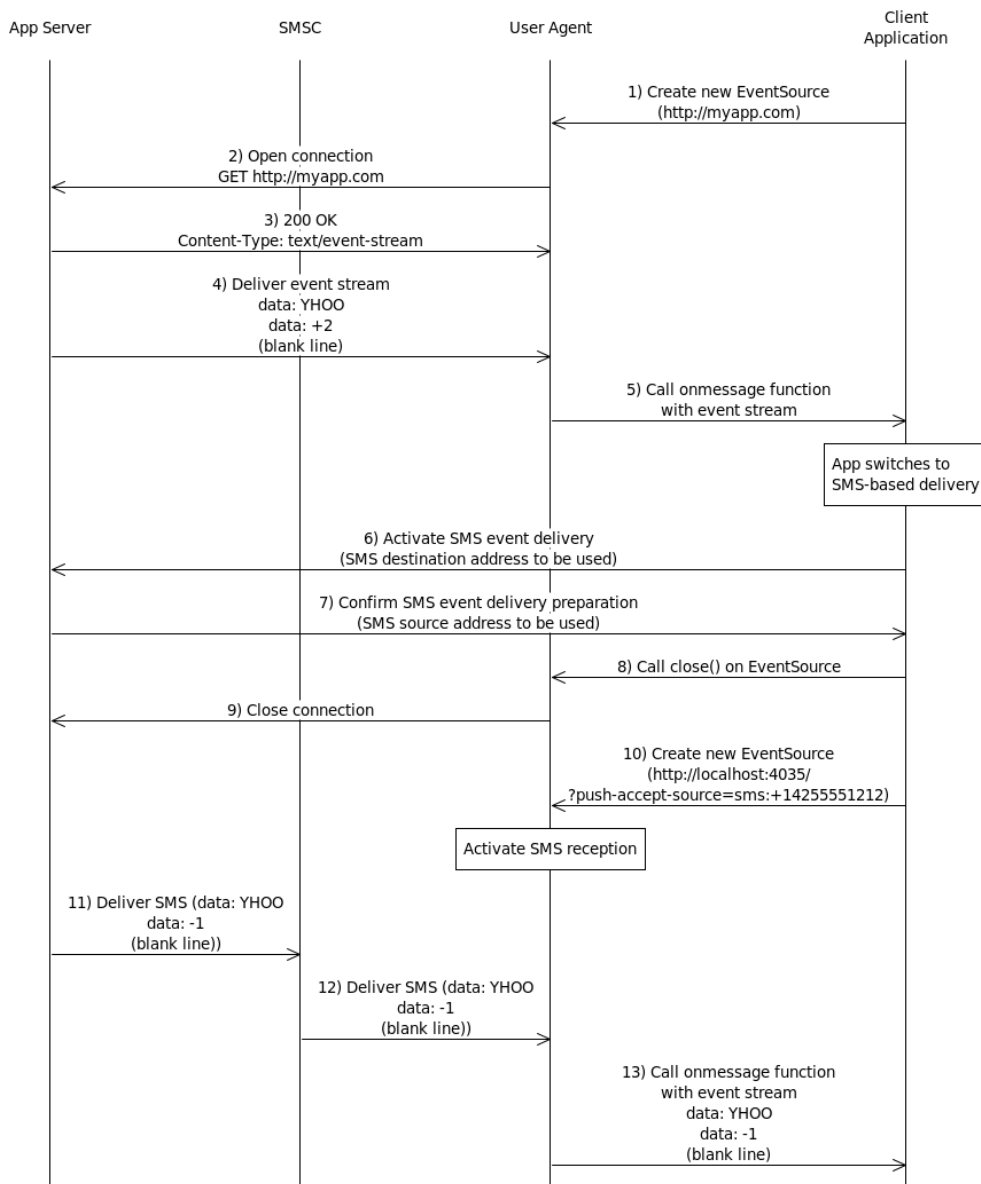 App Server
SMSC
User Agent
Client
Application
1) Create new EventSource
(http://myapp.com)
2) Open connection
GET http://myapp.com
3) 200 OK
Content-Type: text/event-stream
4) Deliver event stream
data: YHOO
data: +2
(blank line)
5) Call onmessage function
with event stream
App switches to
SMS-based delivery
6) Activate SMS event delivery
(SMS destination address to be used)
7) Confirm SMS event delivery preparation
(SMS source address to be used)
8) Call close() on EventSource
9) Close connection
10) Create new EventSource
(http://localhost:4035/
?push-accept-source=sms:+14255551212)
Activate SMS reception
11) Deliver SMS (data: YHOO
data: -1
(blank line))
12) Deliver SMS (data: YHOO
data: -1
(blank line))
13) Call onmessage function
with event stream
data: YHOO
data: -1
(blank line)